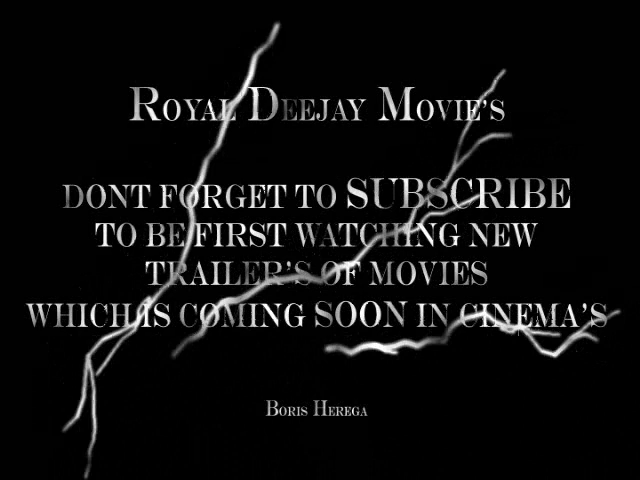 Royal Deejay Movie's
DONT FORGET TO SUBSCRIBE
TO BE FIRST WATCHING NEW
TRAILER'S OF MOVIES
WHICH IS COMING SOON IN CINEMA'S
Boris Herega